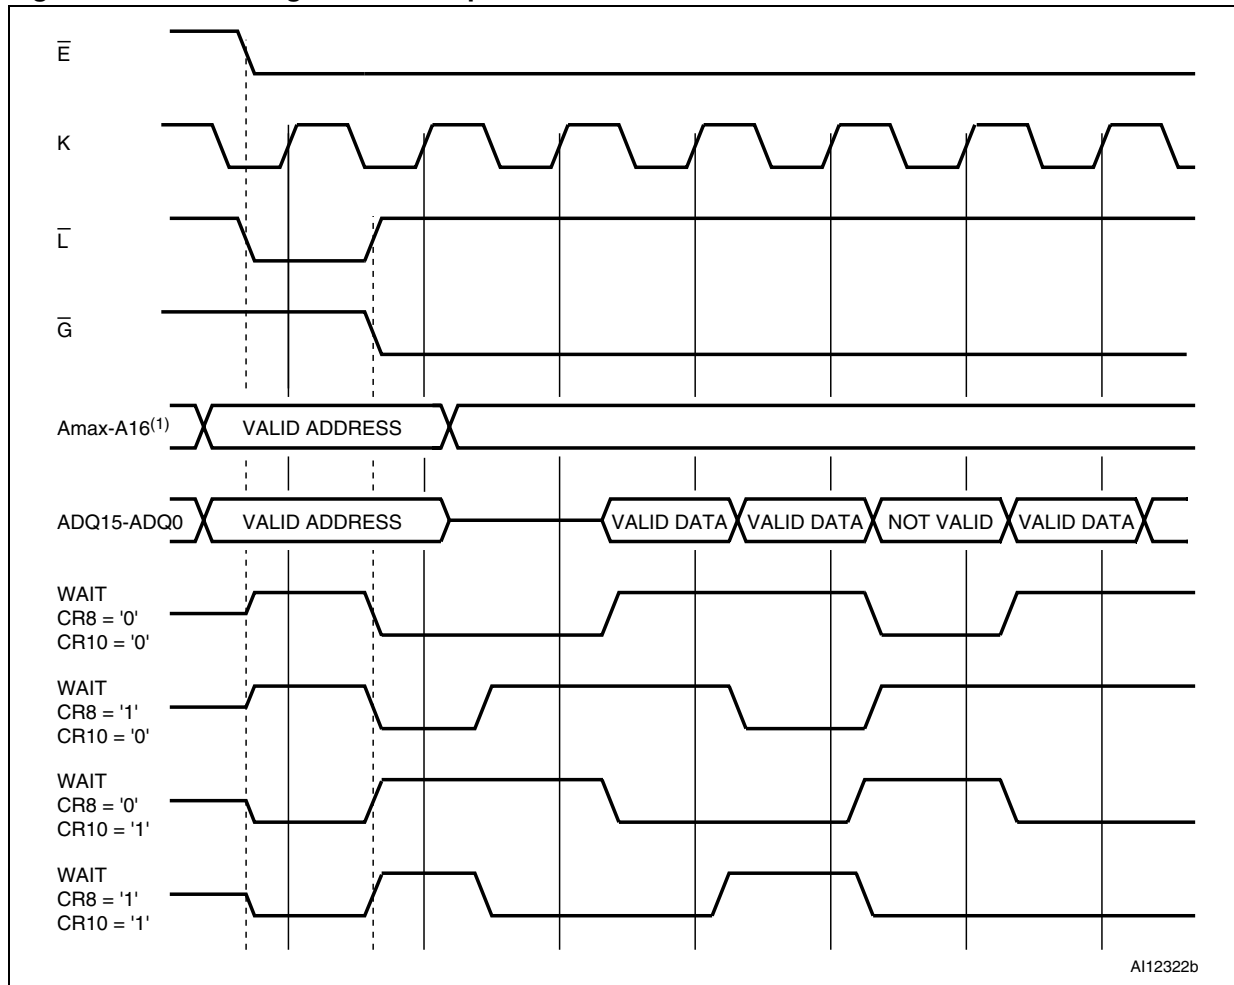 E
K
L
G
Amax-A16(1) VALID ADDRESS
ADQ15-ADQ0 VALID ADDRESS VALID DATA VALID DATA NOT VALID VALID DATA
WAIT
CR8 = '0'
CR10 = '0'
WAIT
CR8 = '1'
CR10 = '0'
WAIT
CR8 = '0'
CR10 = '1'
WAIT
CR8 = '1'
CR10 = '1'
AI12322b